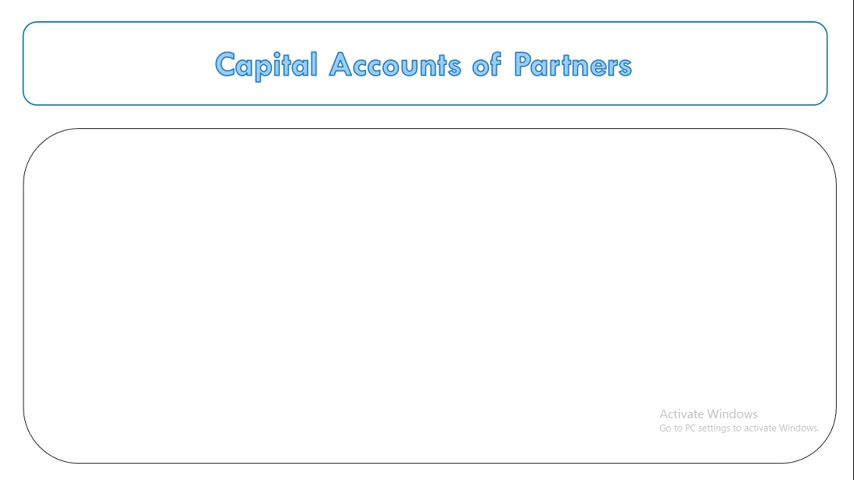 Capital Accounts of Partners
Activate Windows
Go to PC settings to activate Windows.